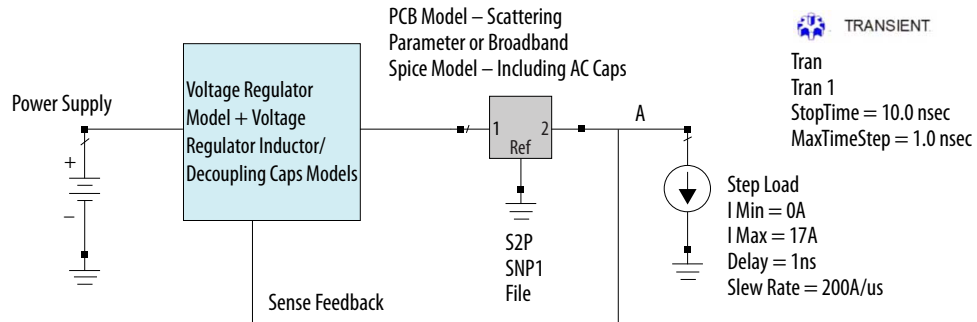 PCB Model – Scattering
Parameter or Broadband
Spice Model – Including AC Caps
TRANSIENT
Tran
Tran 1
StopTime = 10.0 nsec
MaxTimeStep = 1.0 nsec
Power Supply
+
–
Voltage Regulator
Model + Voltage
Regulator Inductor/
Decoupling Caps Models
1 2
Ref
A
S2P
SNP1
File
Step Load
I Min = 0A
I Max = 17A
Delay = 1ns
Slew Rate = 200A/us
Sense Feedback